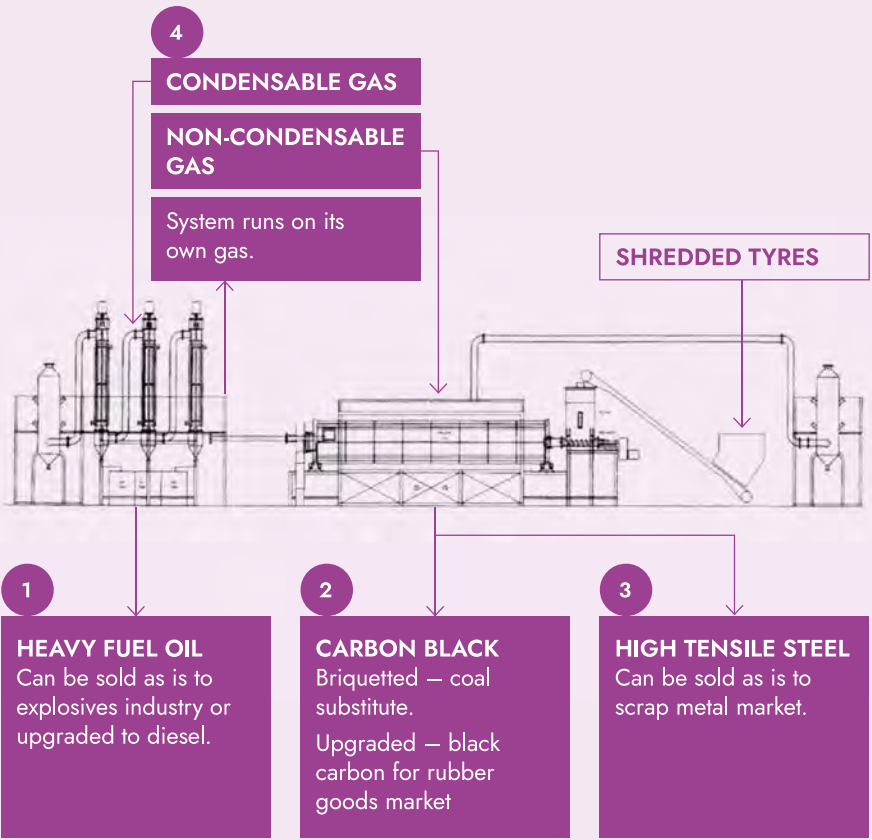 4
CONDENSABLE GAS
NON-CONDENSABLE
GAS
System runs on its
own gas.
SHREDDED TYRES
1
HEAVY FUEL OIL
Can be sold as is to
explosives industry or
upgraded to diesel.
2
CARBON BLACK
Briquetted – coal
substitute.
Upgraded – black
carbon for rubber
goods market
3
HIGH TENSILE STEEL
Can be sold as is to
scrap metal market.